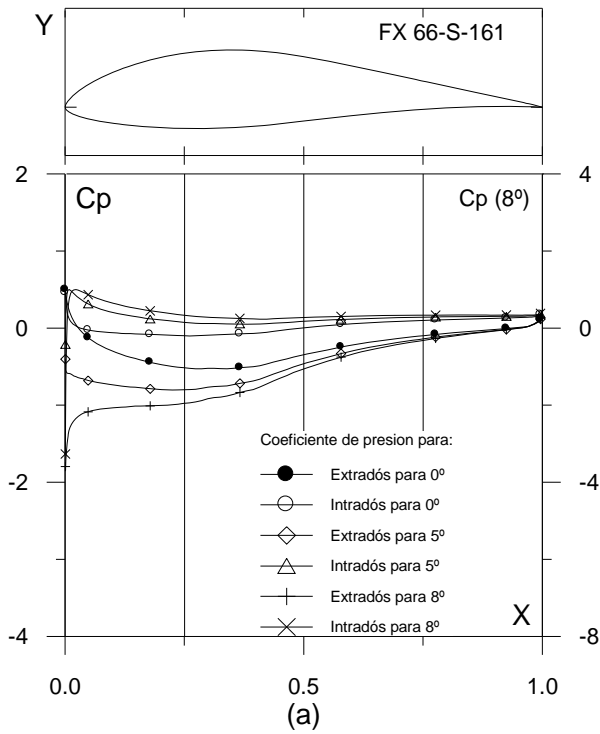 Y
FX 66-S-161
2
4
Cp
Cp (8º)
0
0
-2
-4
Coeficiente de presion para:
Extradós para 0º
Intradós para 0º
Extradós para 5º
Intradós para 5º
Extradós para 8º
Intradós para 8º
X
-4
-8
0.0
0.5
1.0
(a)